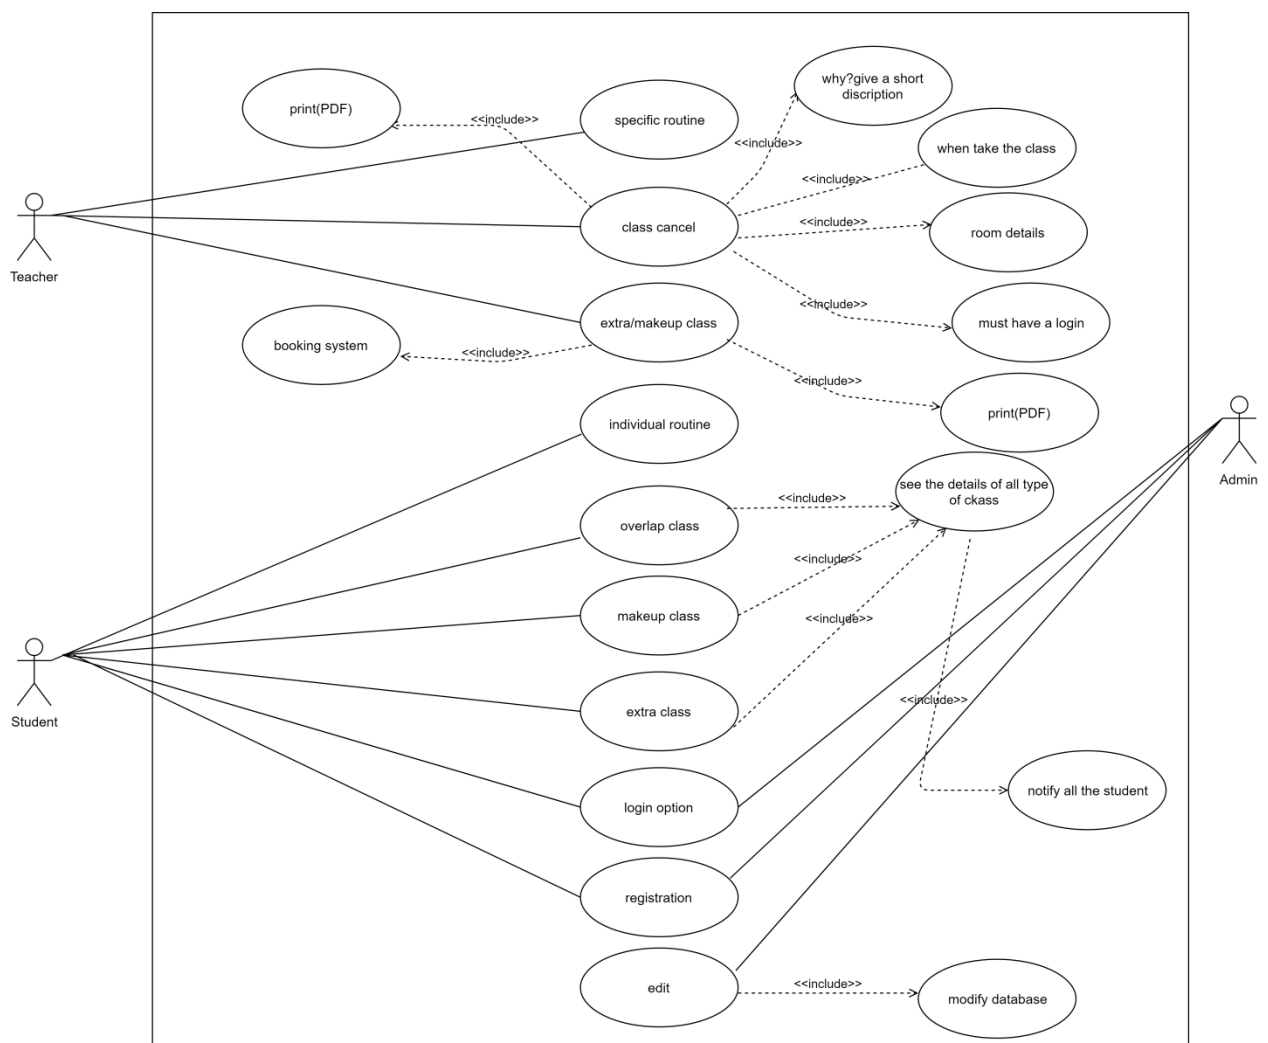 why?give a short
discription
print(PDF)
<<include>>
specific routine
<<include>>
when take the class
<<include>>
class cancel
<<include>>
room details
Teacher
<<include>>
extra/makeup class
must have a login
booking system
<<include>>
<<include>>
print(PDF)
individual routine
Admin
see the details of all type
of ckass
<<include>>
overlap class
<<include>>
makeup class
<<include>>
Student
extra class
<<include>>
notify all the student
login option
registration
edit
<<include>>
modify database